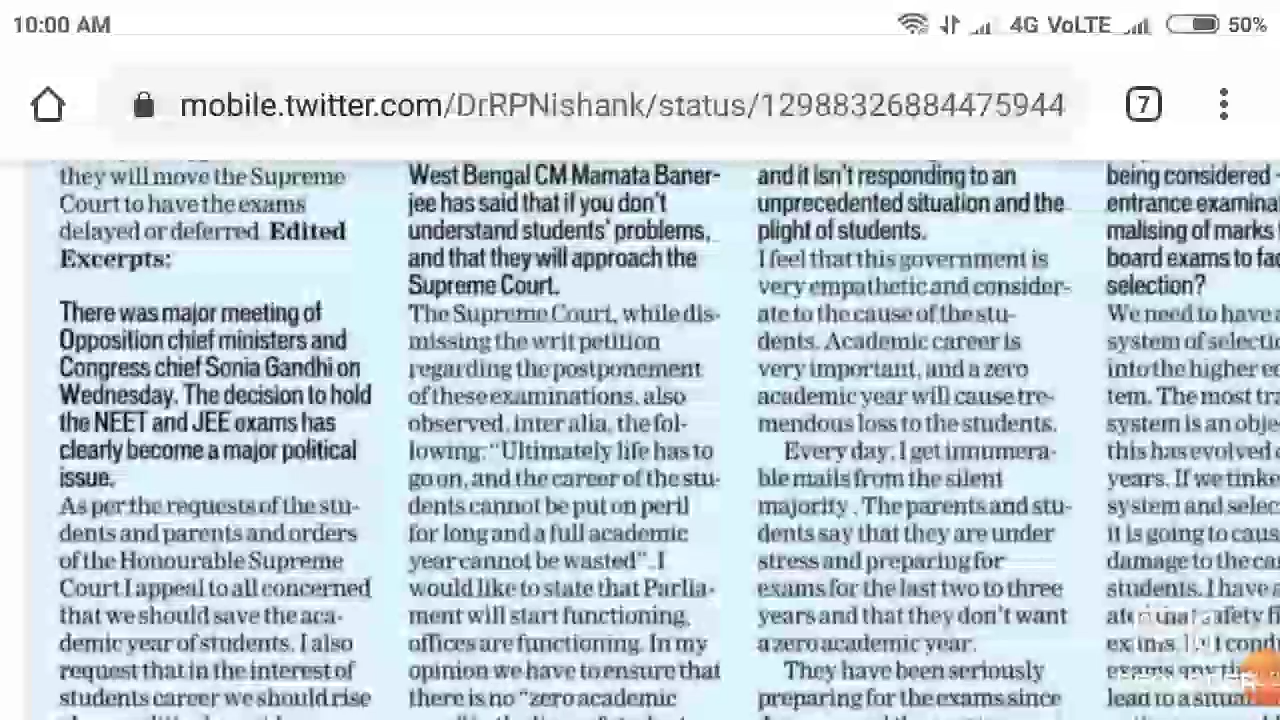 10:00 AM
4G VoLTE
50%
mobile.twitter.com/DrRPNishank/status/12988326884475944
7
they will move the Supreme
Court to have the exams
delayed or deferred. Edited
Excerpts:
There was major meeting of
Opposition chief ministers and
Congress chief Sonia Gandhi on
Wednesday. The decision to hold
the NEET and JEE exams has
clearly become a major political
issue.
As per the requests of the stu-
dents and parents and orders
of the Honourable Supreme
Court I appeal to all concerned
that we should save the aca-
demic year of students. I also
request that in the interest of
students career we should rise
West Bengal CM Mamata Baner-
jee has said that if you don't
understand students' problems,
and that they will approach the
Supreme Court.
The Supreme Court, while dis-
missing the writ petition
regarding the postponement
of these examinations, also
observed, inter alia, the fol-
lowing: "Ultimately life has to
go on, and the career of the stu-
dents cannot be put on peril
for long and a full academic
year cannot be wasted". I
would like to state that Parlia-
ment will start functioning,
offices are functioning. In my
opinion we have to ensure that
there is no "zero academic
and it isn't responding to an
unprecedented situation and the
plight of students.
I feel that this government is
very empathetic and consider-
ate to the cause of the stu-
dents. Academic career is
very important, and a zero
academic year will cause tre-
mendous loss to the students.
Every day, I get innumera-
ble mails from the silent
majority. The parents and stu-
dents say that they are under
stress and preparing for
exams for the last two to three
years and that they don't want
a zero academic year.
They have been seriously
preparing for the exams since
being considered
entrance examina
malising of marks
board exams to fac
selection?
We need to have a
system of selectio
into the higher ed
tem. The most tra
system is an obje
this has evolved
years. If we tinke
system and selec
it is going to caus
damage to the ca
students. I have
lead to a situat